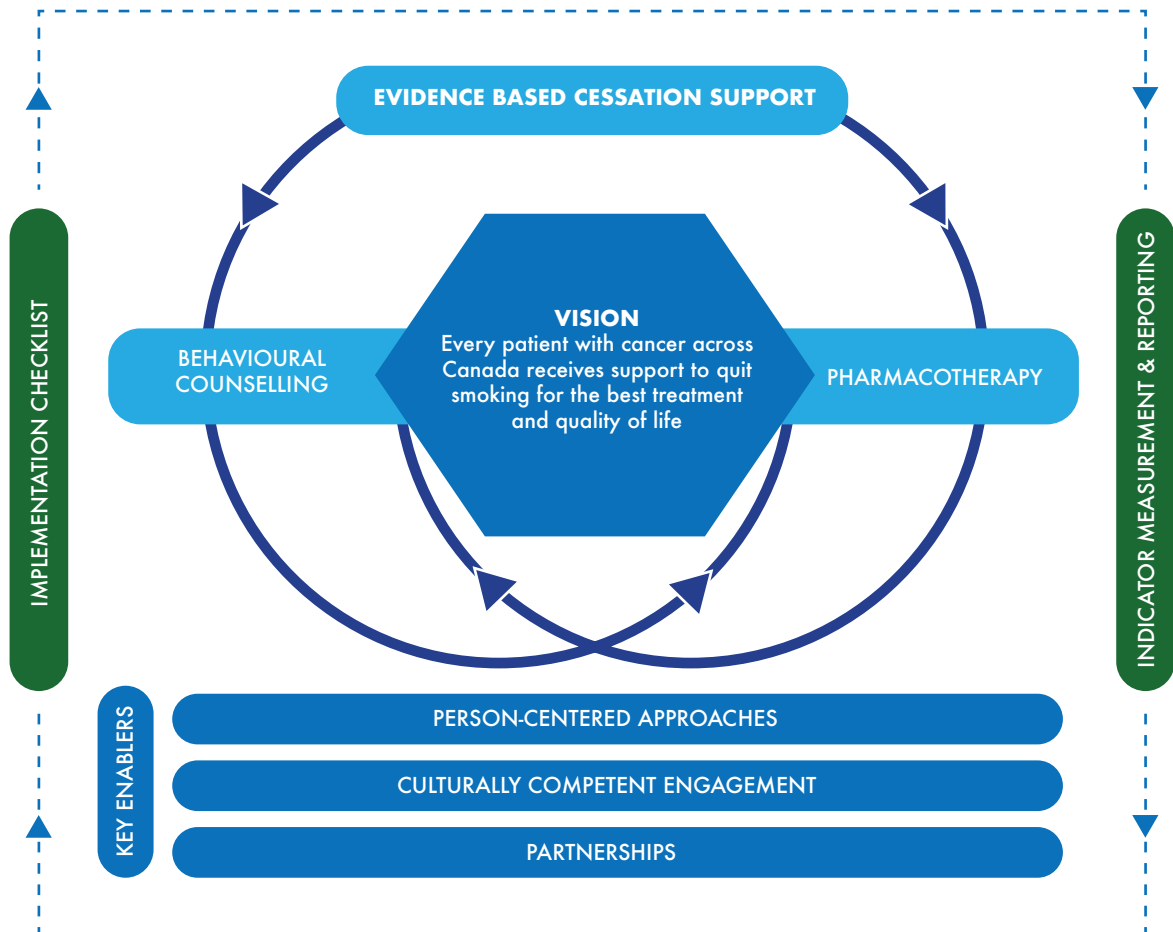 EVIDENCE BASED CESSATION SUPPORT
IMPLEMENTATION CHECKLIST
BEHAVIOURAL
COUNSELLING
VISION
Every patient with cancer across
Canada receives support to quit
smoking for the best treatment
and quality of life
PHARMACOTHERAPY
INDICATOR MEASUREMENT & REPORTING
KEY ENABLERS
PERSON-CENTERED APPROACHES
CULTURALLY COMPETENT ENGAGEMENT
PARTNERSHIPS